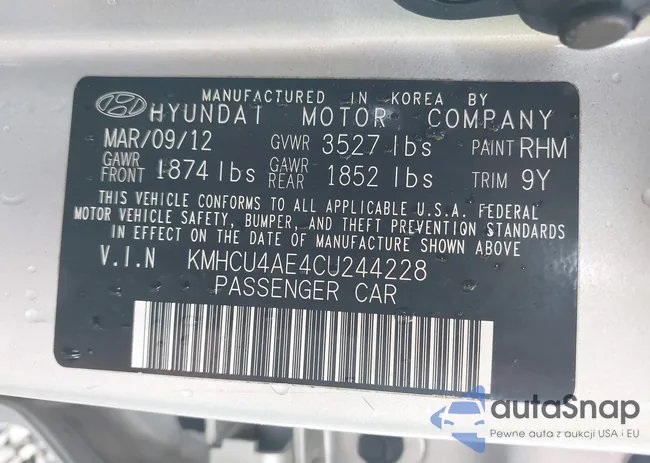 MANUFACTURED IN KOREA BY
HYUNDAI MOTOR COMPANY
MAR/09/12 GVWR 3527 lbs PAINT RHM
GAWR FRONT 1874 lbs GAWR REAR 1852 lbs TRIM 9Y
THIS VEHICLE CONFORMS TO ALL APPLICABLE U.S.A. FEDERAL
MOTOR VEHICLE SAFETY, BUMPER, AND THEFT PREVENTION STANDARDS
IN EFFECT ON THE DATE OF MANUFACTURE SHOWN ABOVE
V.I.N KMHCU4AE4CU244228
PASSENGER CAR
autaSnap
Pewne auta z aukcji USA i EU